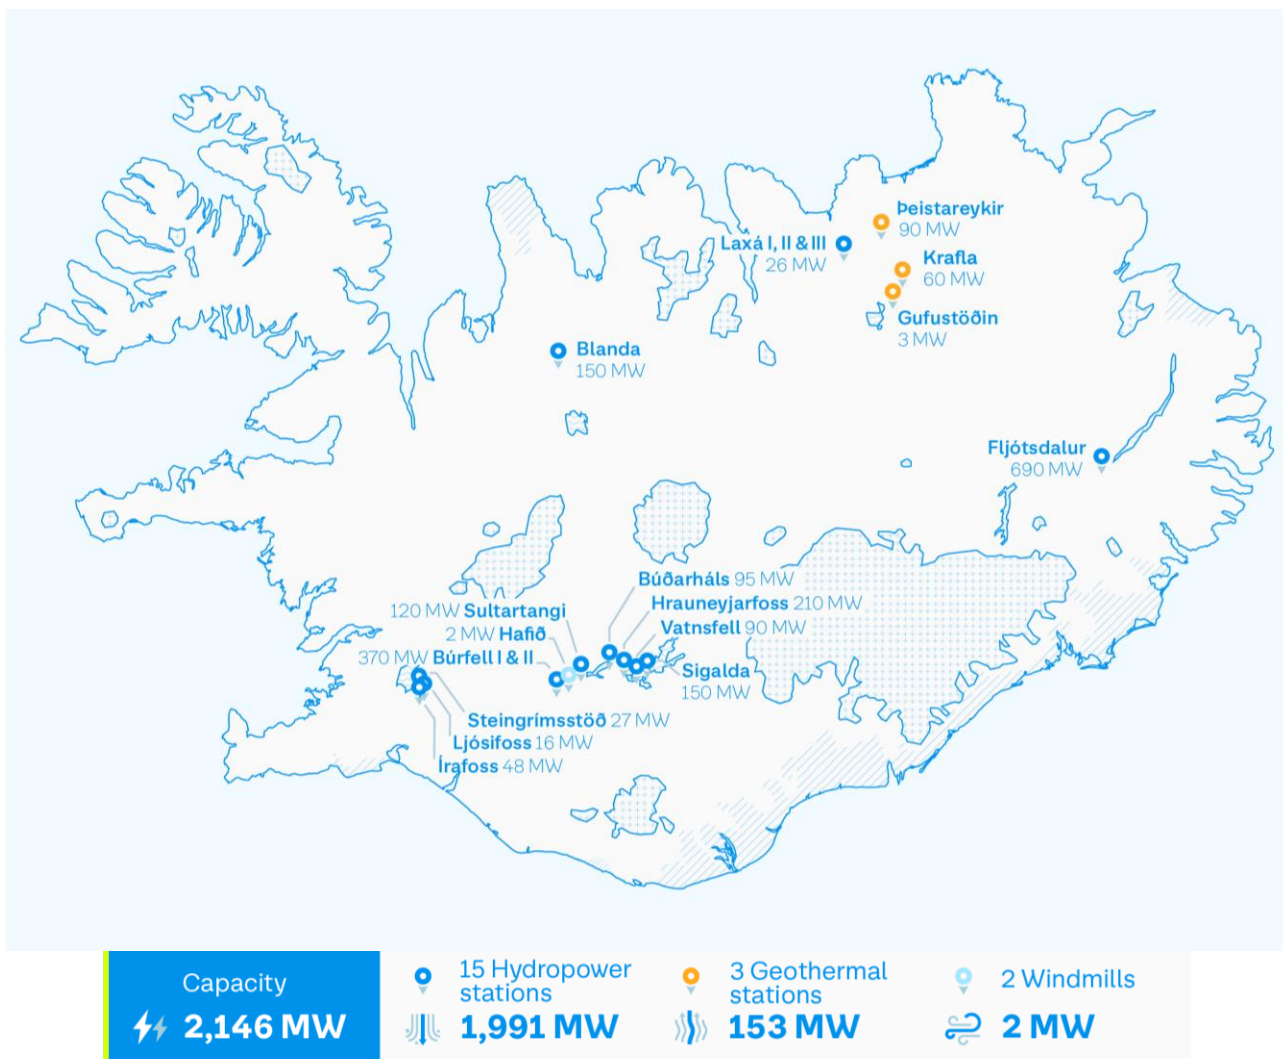 Þeistareykir
90 MW
Laxá I, II & III
26 MW
Krafla
60 MW
Gufustöðin
3 MW
Blanda
150 MW
Fljótsdalur
690 MW
Búðarháls 95 MW
Hrauneyjarfoss 210 MW
Vatnsfell 90 MW
Sigalda
150 MW
120 MW Sultartangi
2 MW Hafið
370 MW Búrfell I & II
Steingrímsstöð 27 MW
Ljósifoss 16 MW
Írafoss 48 MW
Capacity
2,146 MW
15 Hydropower
stations
1,991 MW
3 Geothermal
stations
153 MW
2 Windmills
2 MW